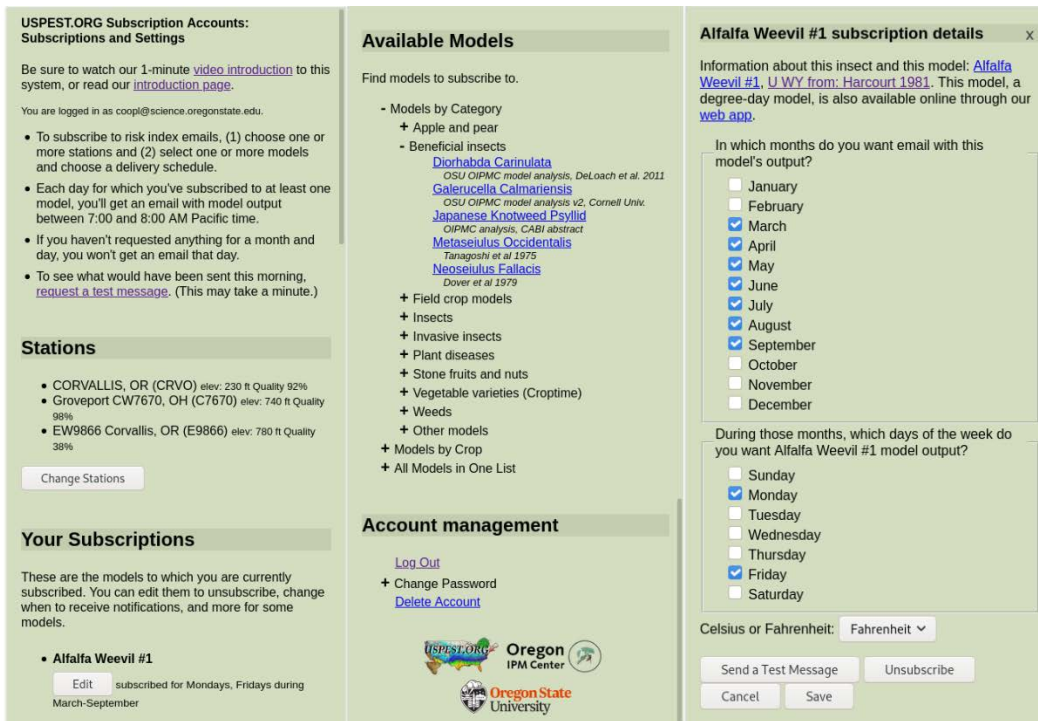 USPEST.ORG Subscription Accounts:
Subscriptions and Settings
Be sure to watch our 1-minute video introduction to this
system, or read our introduction page.
You are logged in as coopl@science.oregonstate.edu.
• To subscribe to risk index emails, (1) choose one or
more stations and (2) select one or more models
and choose a delivery schedule.
• Each day for which you've subscribed to at least one
model, you'll get an email with model output
between 7:00 and 8:00 AM Pacific time.
• If you haven't requested anything for a month and
day, you won't get an email that day.
• To see what would have been sent this morning,
request a test message. (This may take a minute.)
Stations
• CORVALLIS, OR (CRVO) elev: 230 ft Quality 92%
• Groveport CW7670, OH (C7670) elev: 740 ft Quality
98%
• EW9866 Corvallis, OR (E9866) elev: 780 ft Quality
38%
Change Stations
Your Subscriptions
These are the models to which you are currently
subscribed. You can edit them to unsubscribe, change
when to receive notifications, and more for some
models.
• Alfalfa Weevil #1
Edit subscribed for Mondays, Fridays during
March-September
Available Models
Find models to subscribe to.
- Models by Category
+ Apple and pear
- Beneficial insects
Diorhabda Carinulata
OSU OIPMC model analysis, DeLoach et al. 2011
Galerucella Calmariensis
OSU OIPMC model analysis v2, Cornell Univ.
Japanese Knotweed Psyllid
OIPMC analysis, CABI abstract
Metaseiulus Occidentalis
Tanagoshi et al 1975
Neoseiulus Fallacis
Dover et al 1979
+ Field crop models
+ Insects
+ Invasive insects
+ Plant diseases
+ Stone fruits and nuts
+ Vegetable varieties (Croptime)
+ Weeds
+ Other models
+ Models by Crop
+ All Models in One List
Account management
Log Out
+ Change Password
Delete Account
USPEST.ORG
Oregon
IPM Center
Oregon State
University
Alfalfa Weevil #1 subscription details x
Information about this insect and this model: Alfalfa
Weevil #1, U WY from: Harcourt 1981. This model, a
degree-day model, is also available online through our
web app.
In which months do you want email with this
model's output?
January
February
March
April
May
June
July
August
September
October
November
December
During those months, which days of the week do
you want Alfalfa Weevil #1 model output?
Sunday
Monday
Tuesday
Wednesday
Thursday
Friday
Saturday
Celsius or Fahrenheit: Fahrenheit
Send a Test Message Unsubscribe
Cancel Save